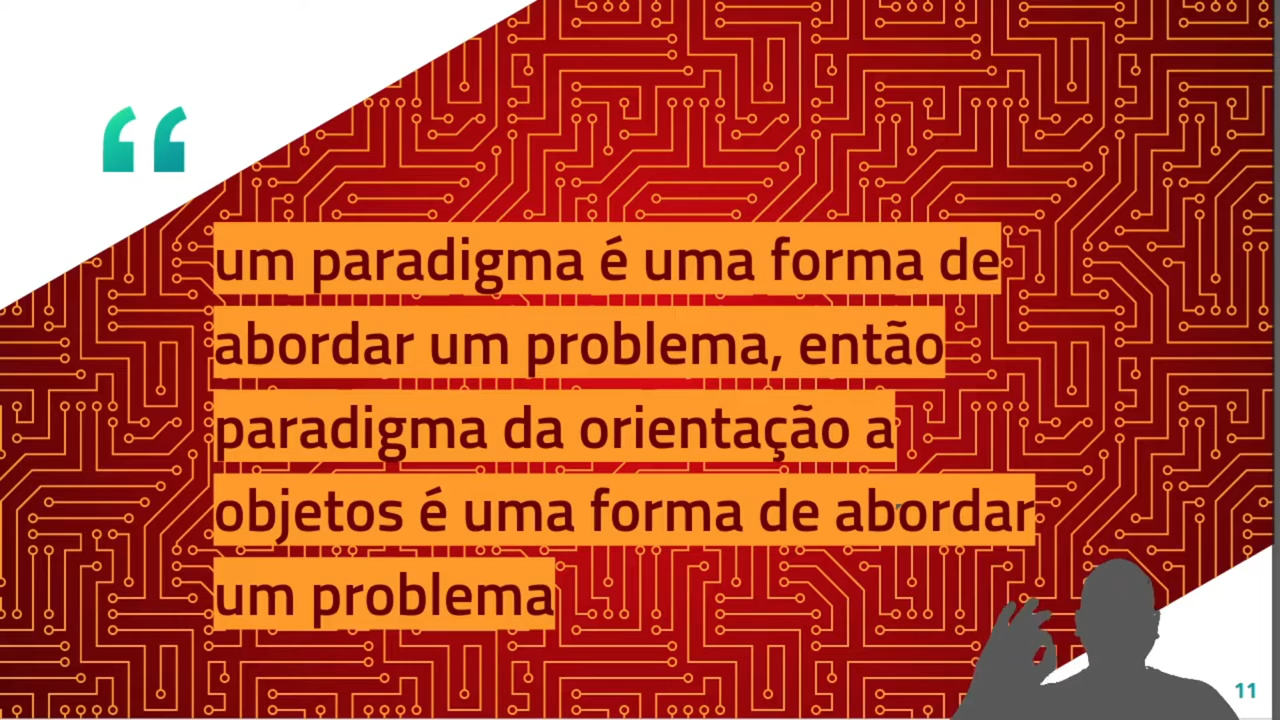 “
um paradigma é uma forma de
abordar um problema, então
paradigma da orientação a
objetos é uma forma de abordar
um problema
11